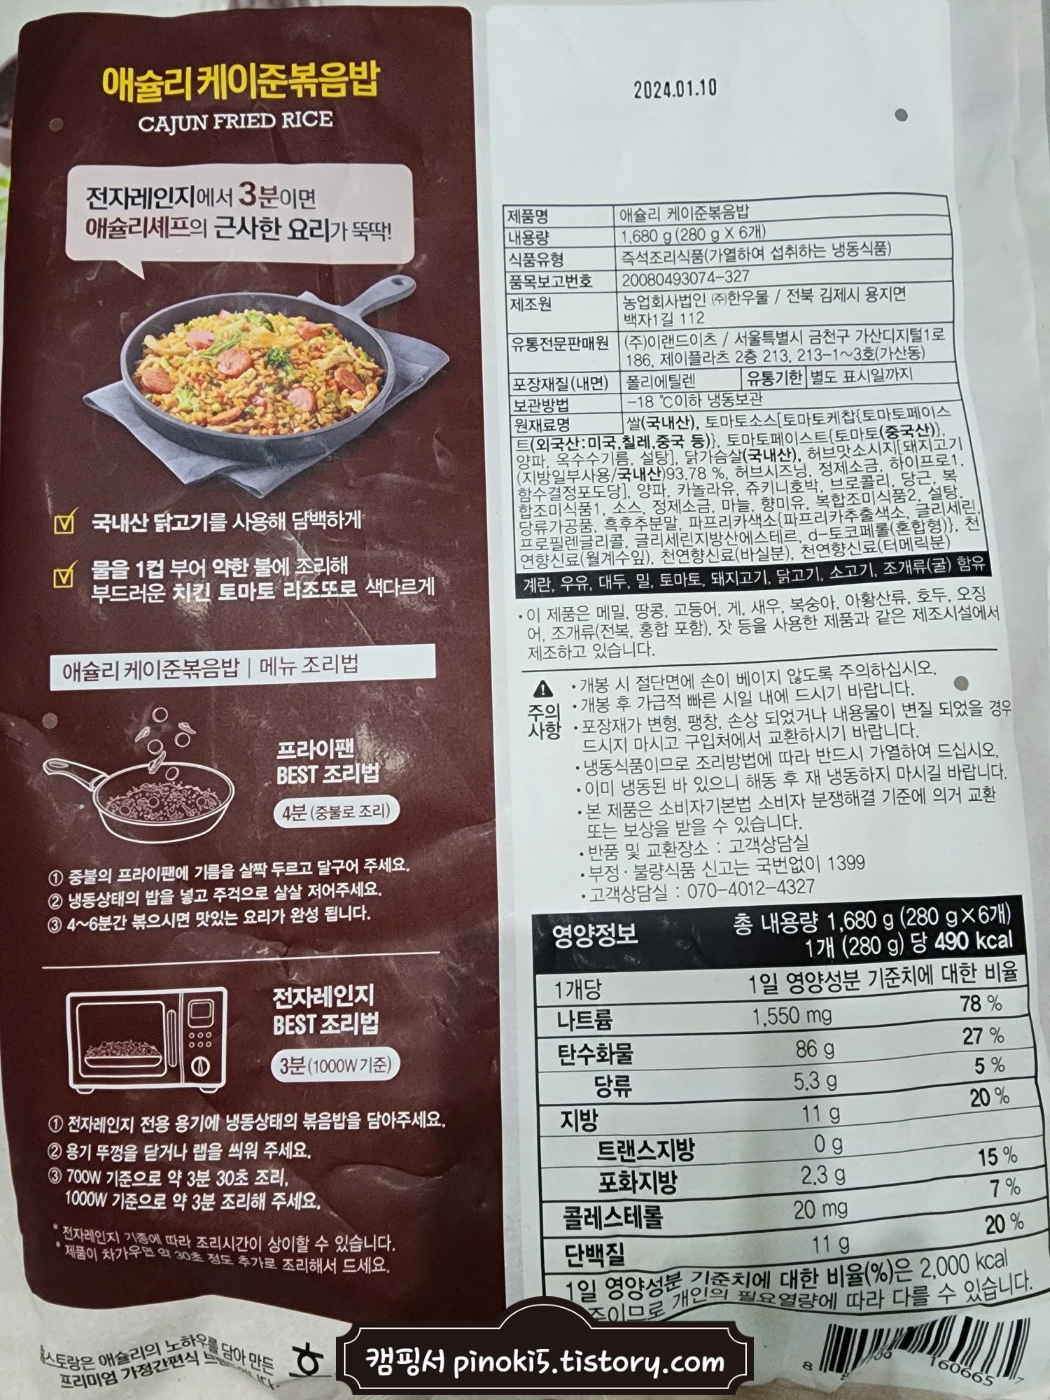 애슐리 케이준볶음밥
CAJUN FRIED RICE
전자레인지에서 3분이면
애슐리셰프의 근사한 요리가 뚝딱!
국내산 닭고기를 사용해 담백하게
물을 1컵 부어 약한 불에 조리해
부드러운 치킨 토마토 리조또로 색다르게
애슐리 케이준볶음밥 | 메뉴 조리법
프라이팬
BEST 조리법
4분 (중불로 조리)
① 중불의 프라이팬에 기름을 살짝 두르고 달구어 주세요.
② 냉동상태의 밥을 넣고 주걱으로 살살 저어주세요.
③ 4~6분간 볶으시면 맛있는 요리가 완성 됩니다.
전자레인지
BEST 조리법
3분 (1000W 기준)
① 전자레인지 전용 용기에 냉동상태의 볶음밥을 담아주세요.
② 용기 뚜껑을 닫거나 랩을 씌워 주세요.
③ 700W 기준으로 약 3분 30초 조리,
1000W 기준으로 약 3분 조리해 주세요.
* 전자레인지 기종에 따라 조리시간이 상이할 수 있습니다.
* 제품이 차가우면 약 30초 정도 추가로 조리해서 드세요.
스토랑은 애슐리의 노하우를 담아 만든
프리미엄 가정간편식
2024.01.10
제품명 애슐리 케이준볶음밥
내용량 1,680 g (280 g X 6개)
식품유형 즉석조리식품(가열하여 섭취하는 냉동식품)
품목보고번호 20080493074-327
제조원 농업회사법인 ㈜한우물 / 전북 김제시 용지면
백자1길 112
유통전문판매원 (주)이랜드이츠 / 서울특별시 금천구 가산디지털1로
186, 제이플라츠 2층 213, 213-1~3호(가산동)
포장재질(내면) 폴리에틸렌 유통기한 별도 표시일까지
보관방법 -18 ℃이하 냉동보관
원재료명 쌀(국내산), 토마토소스[토마토케찹{토마토페이스
트(외국산:미국,칠레,중국 등)}, 토마토페이스트{토마토(중국산)},
양파, 옥수수기름, 설탕], 닭가슴살(국내산), 허브맛소시지[돼지고기
(지방일부사용/국내산)93.78 %, 허브시즈닝, 정제소금, 하이프로1,
함수결정포도당], 양파, 카놀라유, 쥬키니호박, 브로콜리, 당근, 복
합조미식품1, 소스, 정제소금, 마늘, 향미유, 복합조미식품2, 설탕,
당류가공품, 흑후추분말, 파프리카색소{파프리카추출색소, 글리세린,
프로필렌글리콜, 글리세린지방산에스테르, d-토코페롤(혼합형)}, 천
연향신료(월계수잎), 천연향신료(바실분), 천연향신료(터메릭분)
계란, 우유, 대두, 밀, 토마토, 돼지고기, 닭고기, 소고기, 조개류(굴) 함유
· 이 제품은 메밀, 땅콩, 고등어, 게, 새우, 복숭아, 아황산류, 호두, 오징
어, 조개류(전복, 홍합 포함), 잣 등을 사용한 제품과 같은 제조시설에서
제조하고 있습니다.
주의
사항
· 개봉 시 절단면에 손이 베이지 않도록 주의하십시오.
· 개봉 후 가급적 빠른 시일 내에 드시기 바랍니다.
· 포장재가 변형, 팽창, 손상 되었거나 내용물이 변질 되었을 경우
드시지 마시고 구입처에서 교환하시기 바랍니다.
· 냉동식품이므로 조리방법에 따라 반드시 가열하여 드십시오.
· 이미 냉동된 바 있으니 해동 후 재 냉동하지 마시길 바랍니다.
· 본 제품은 소비자기본법 소비자 분쟁해결 기준에 의거 교환
또는 보상을 받을 수 있습니다.
· 반품 및 교환장소 : 고객상담실
· 부정 · 불량식품 신고는 국번없이 1399
· 고객상담실 : 070-4012-4327
영양정보 총 내용량 1,680 g (280 g×6개)
1개 (280 g) 당 490 kcal
1개당 1일 영양성분 기준치에 대한 비율
나트륨 1,550 mg 78 %
탄수화물 86 g 27 %
당류 5.3 g 5 %
지방 11 g 20 %
트랜스지방 0 g
포화지방 2.3 g 15 %
콜레스테롤 20 mg 7 %
단백질 11 g 20 %
1일 영양성분 기준치에 대한 비율(%)은 2,000 kcal
준이므로 개인의 필요열량에 따라 다를 수 있습니다.
160665
캠핑서 pinoki5.tistory.com